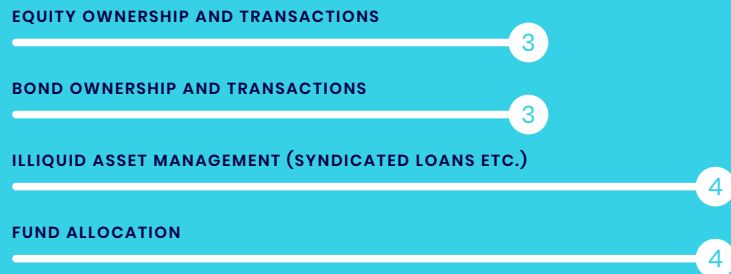 EQUITY OWNERSHIP AND TRANSACTIONS
3
BOND OWNERSHIP AND TRANSACTIONS
3
ILLIQUID ASSET MANAGEMENT (SYNDICATED LOANS ETC.)
4
FUND ALLOCATION
4